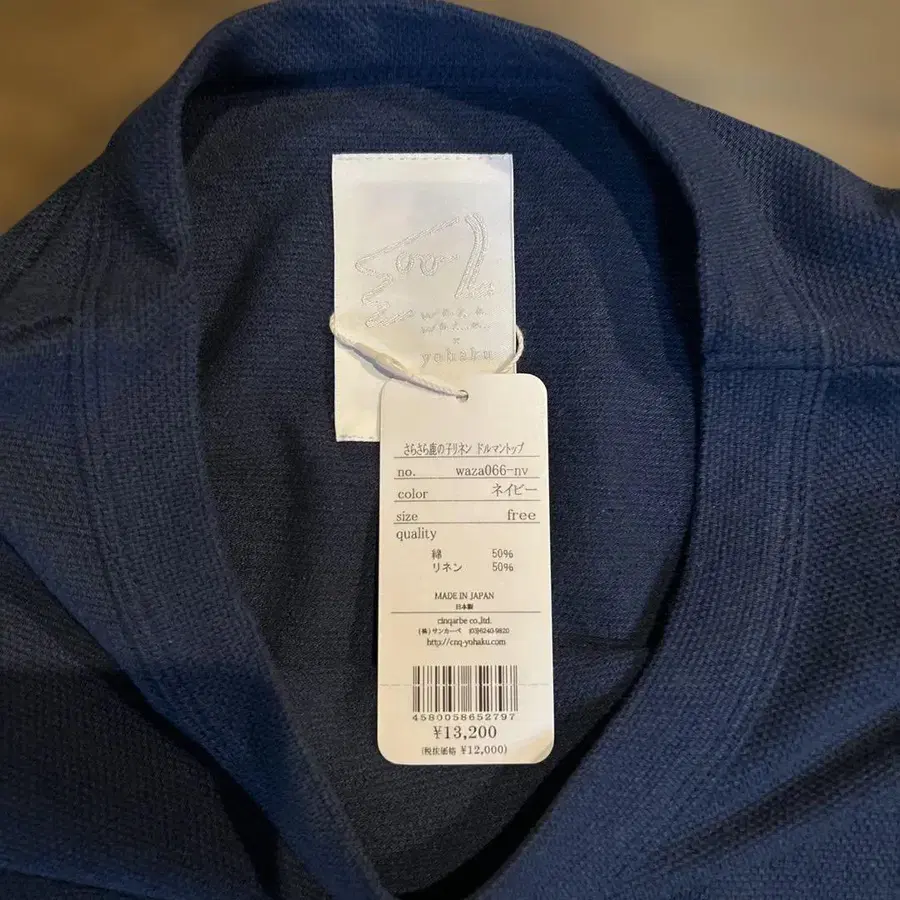 ×
yohaku
さらさら鹿の子リネン ドルマントップ
no. waza066-nv
color ネイビー
size free
quality
綿 50%
リネン 50%
MADE IN JAPAN
日本製
cinqarbe co.,ltd.
(株)サンカーベ (03)6240-9820
http://cnq-yohaku.com
4580058652797
¥13,200
(税抜価格 ¥12,000)